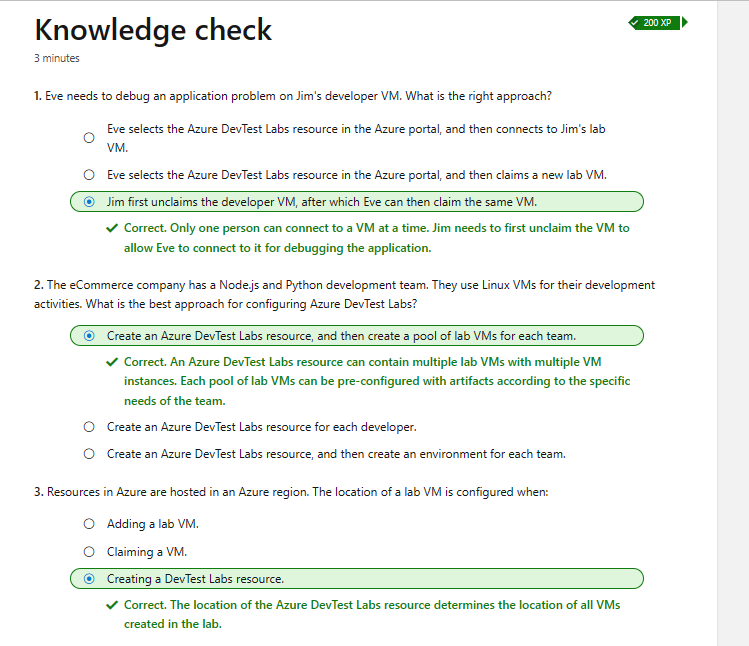 Knowledge check
200 XP
3 minutes
1. Eve needs to debug an application problem on Jim's developer VM. What is the right approach?
Eve selects the Azure DevTest Labs resource in the Azure portal, and then connects to Jim's lab
VM.
Eve selects the Azure DevTest Labs resource in the Azure portal, and then claims a new lab VM.
Jim first unclaims the developer VM, after which Eve can then claim the same VM.
Correct. Only one person can connect to a VM at a time. Jim needs to first unclaim the VM to
allow Eve to connect to it for debugging the application.
2. The eCommerce company has a Node.js and Python development team. They use Linux VMs for their development
activities. What is the best approach for configuring Azure DevTest Labs?
Create an Azure DevTest Labs resource, and then create a pool of lab VMs for each team.
Correct. An Azure DevTest Labs resource can contain multiple lab VMs with multiple VM
instances. Each pool of lab VMs can be pre-configured with artifacts according to the specific
needs of the team.
Create an Azure DevTest Labs resource for each developer.
Create an Azure DevTest Labs resource, and then create an environment for each team.
3. Resources in Azure are hosted in an Azure region. The location of a lab VM is configured when:
Adding a lab VM.
Claiming a VM.
Creating a DevTest Labs resource.
Correct. The location of the Azure DevTest Labs resource determines the location of all VMs
created in the lab.